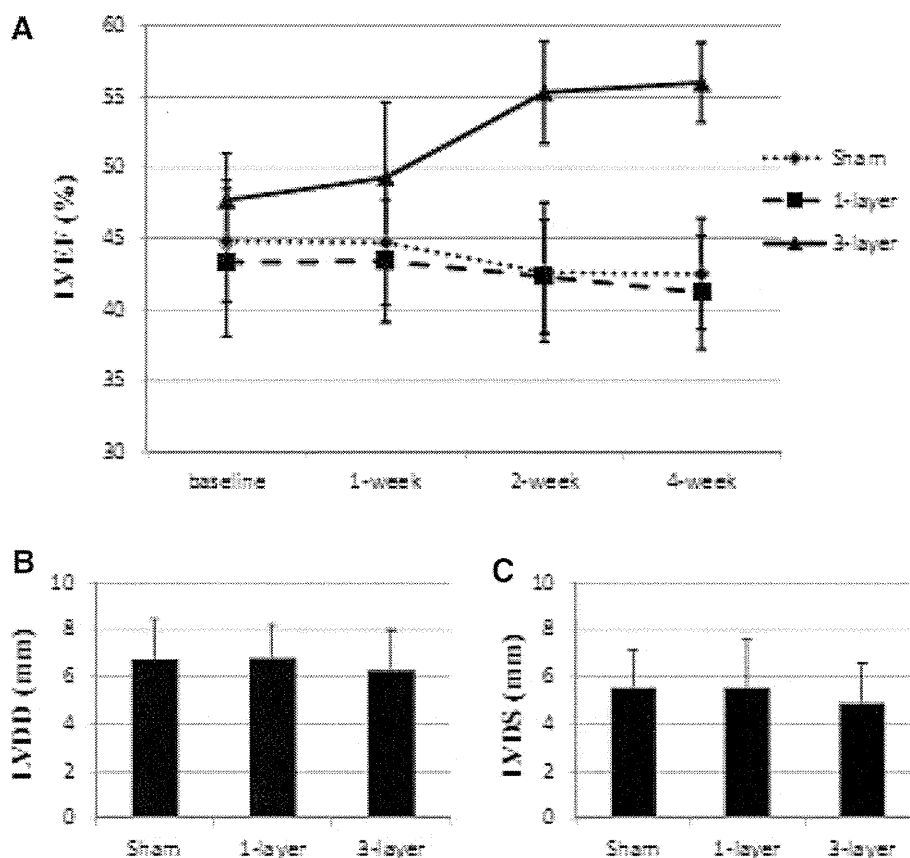 A
60
55
50
45
40
35
30
LVEF (%)
baseline 1-week 2-week 4-week
Sham
1-layer
3-layer
B
10
8
6
4
2
0
LVDD (mm)
Sham 1-layer 3-layer
C
10
8
6
4
2
0
LVDS (mm)
Sham 1-layer 3-layer